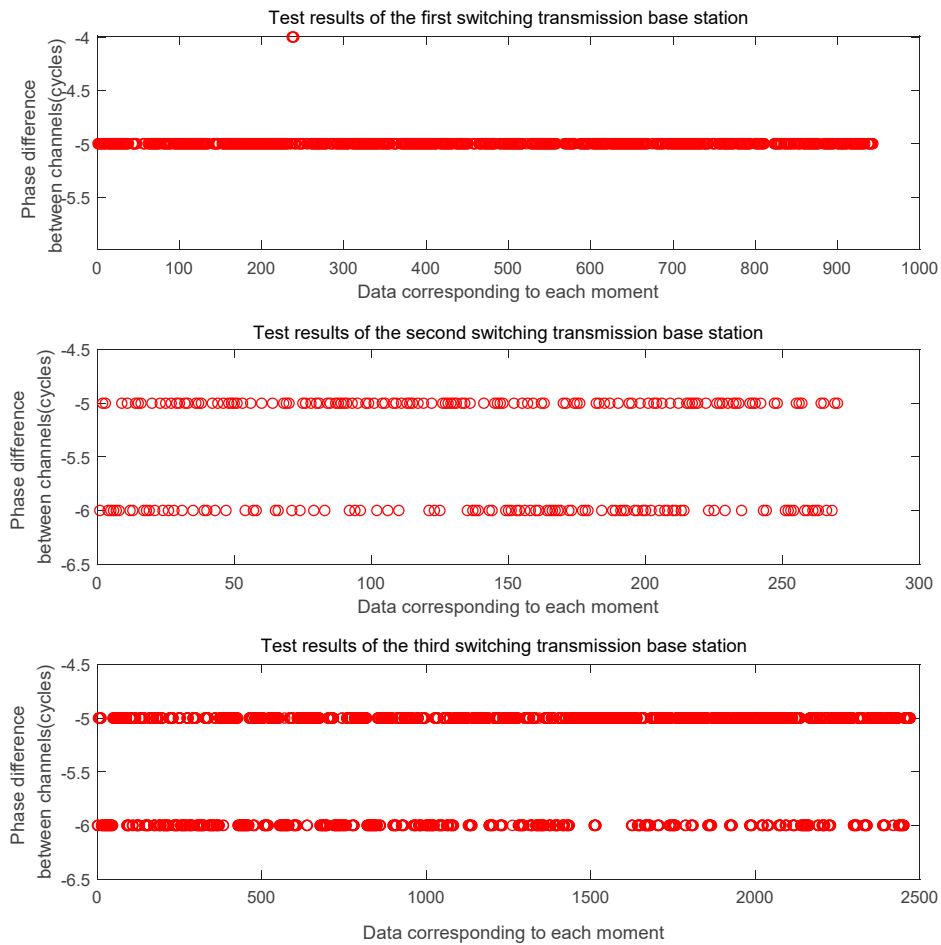 Test results of the first switching transmission base station
Phase difference
between channels(cycles)
-4
-4.5
-5
-5.5
0 100 200 300 400 500 600 700 800 900 1000
Data corresponding to each moment
Test results of the second switching transmission base station
Phase difference
between channels(cycles)
-4.5
-5
-5.5
-6
-6.5
0 50 100 150 200 250 300
Data corresponding to each moment
Test results of the third switching transmission base station
Phase difference
between channels(cycles)
-4.5
-5
-5.5
-6
-6.5
0 500 1000 1500 2000 2500
Data corresponding to each moment